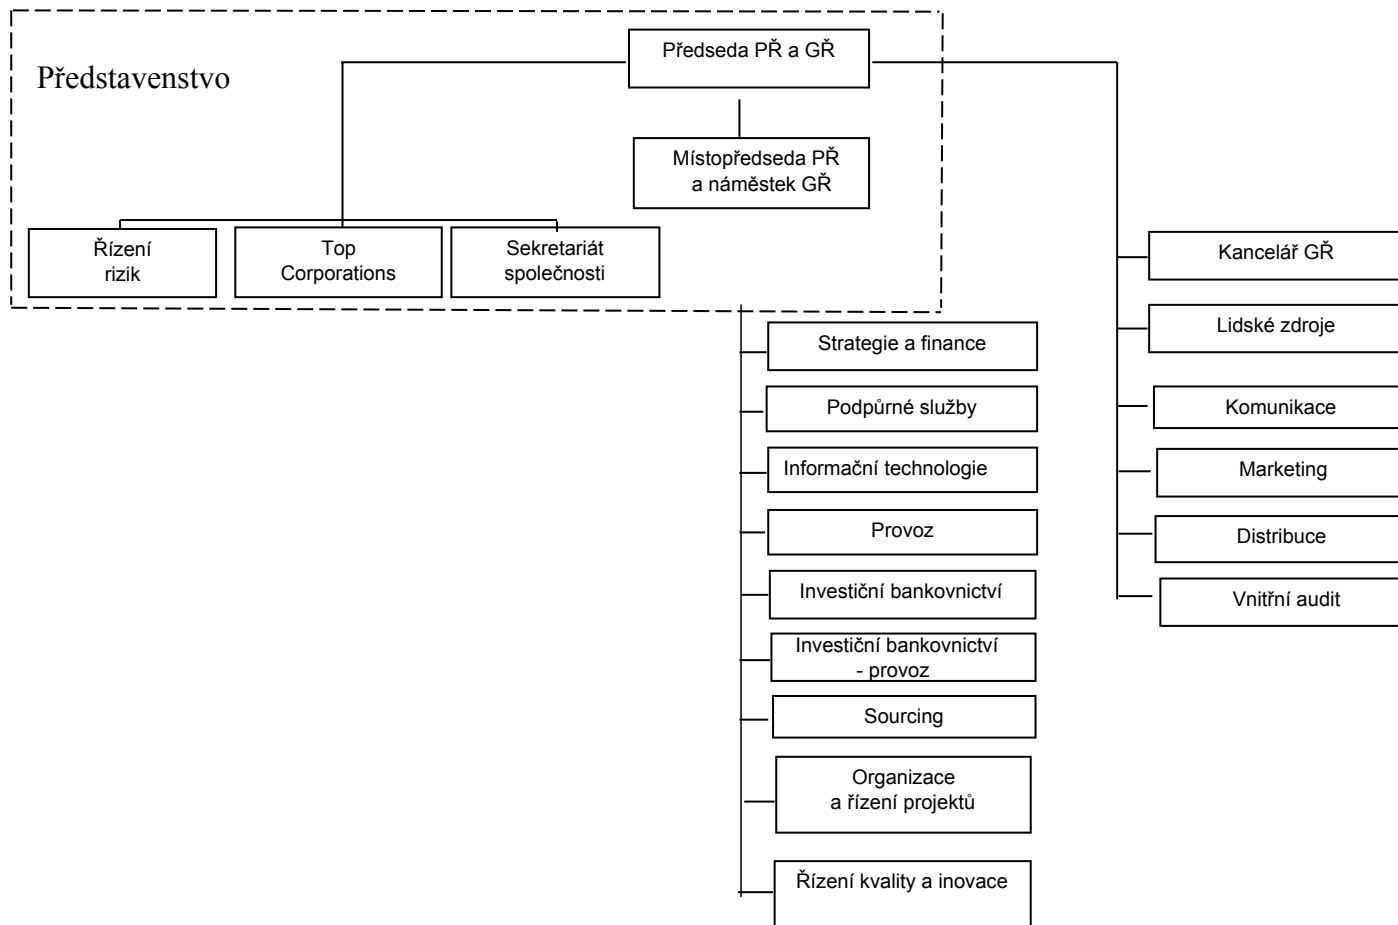 Předseda PŘ a GŘ
Představenstvo
Místopředseda PŘ
a náměstek GŘ
Řízení
rizik
Top
Corporations
Sekretariát
společnosti
Strategie a finance
Podpůrné služby
Informační technologie
Provoz
Investiční bankovnictví
Investiční bankovnictví
- provoz
Sourcing
Organizace
a řízení projektů
Řízení kvality a inovace
Kancelář GŘ
Lidské zdroje
Komunikace
Marketing
Distribuce
Vnitřní audit